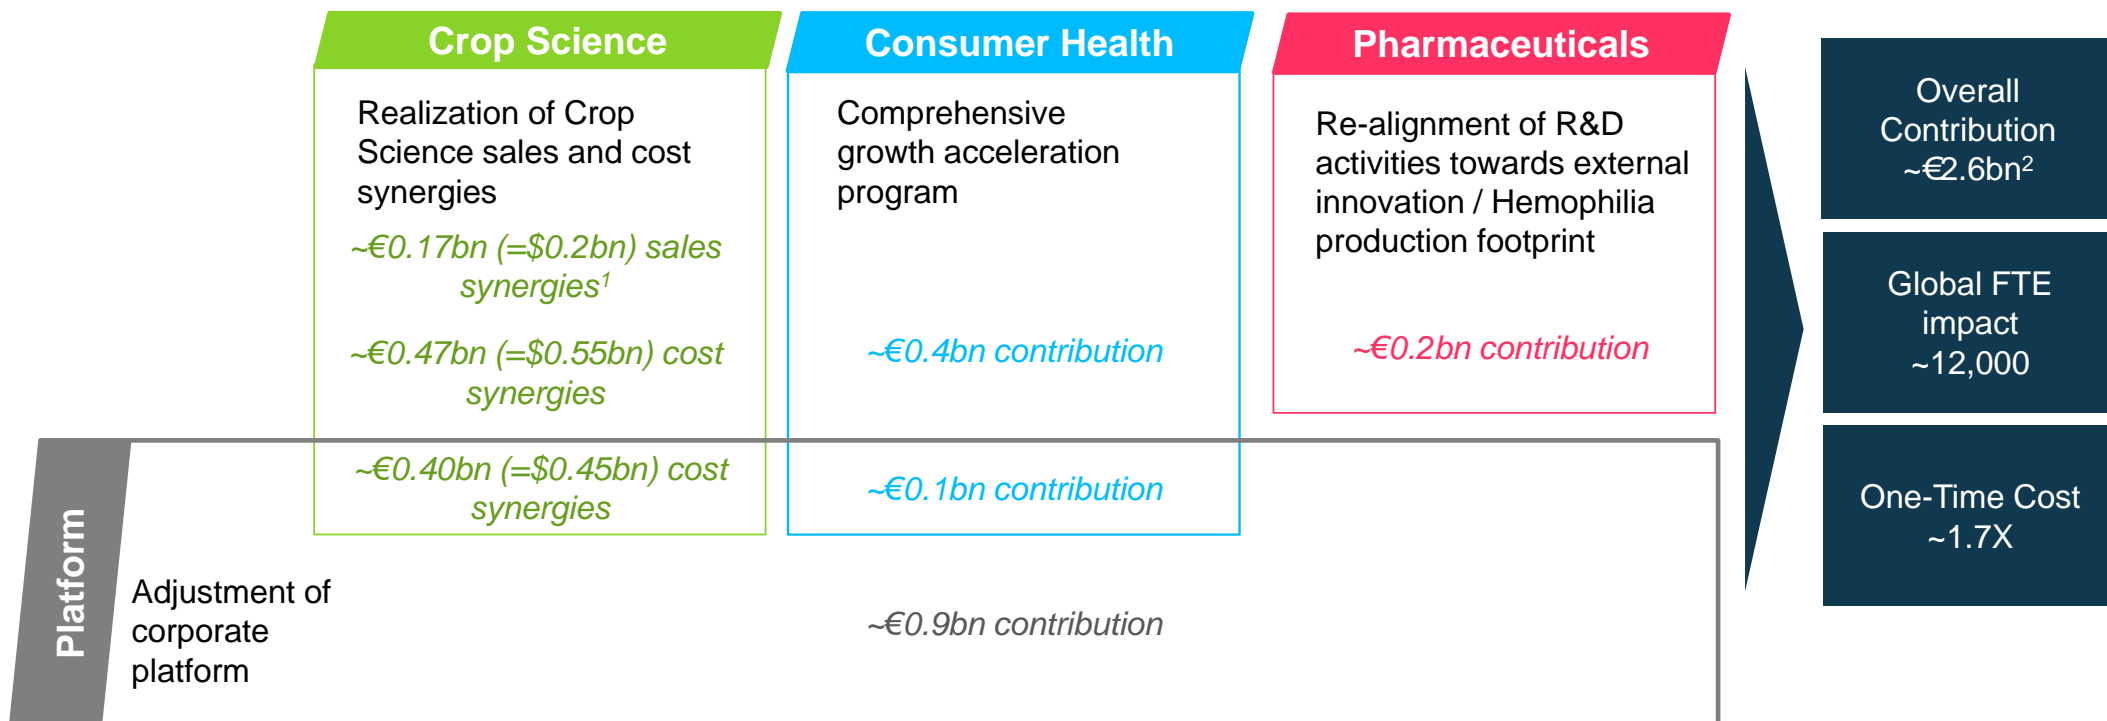 Crop Science
Realization of Crop
Science sales and cost
synergies
~€0.17bn (=$0.2bn) sales
synergies1
~€0.47bn (=$0.55bn) cost
synergies
~€0.40bn (=$0.45bn) cost
synergies
Consumer Health
Comprehensive
growth acceleration
program
~€0.4bn contribution
~€0.1bn contribution
Pharmaceuticals
Re-alignment of R&D
activities towards external
innovation / Hemophilia
production footprint
~€0.2bn contribution
Platform
Adjustment of
corporate
platform
~€0.9bn contribution
Overall
Contribution
~€2.6bn2
Global FTE
impact
~12,000
One-Time Cost
~1.7X